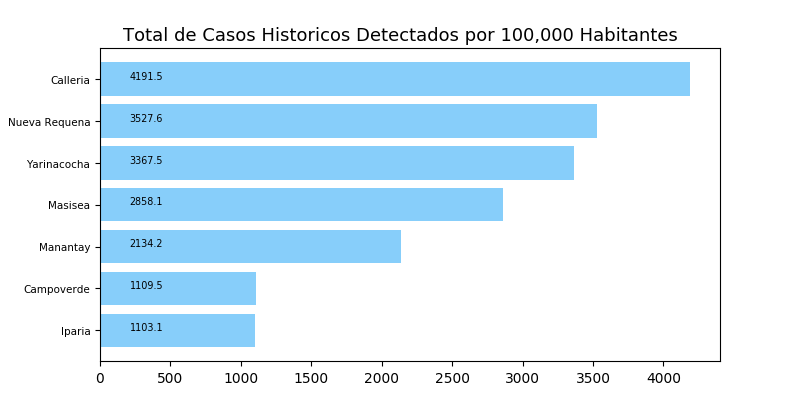 Total de Casos Historicos Detectados por 100,000 Habitantes
Calleria 4191.5
Nueva Requena 3527.6
Yarinacocha 3367.5
Masisea 2858.1
Manantay 2134.2
Campoverde 1109.5
Iparia 1103.1
0 500 1000 1500 2000 2500 3000 3500 4000